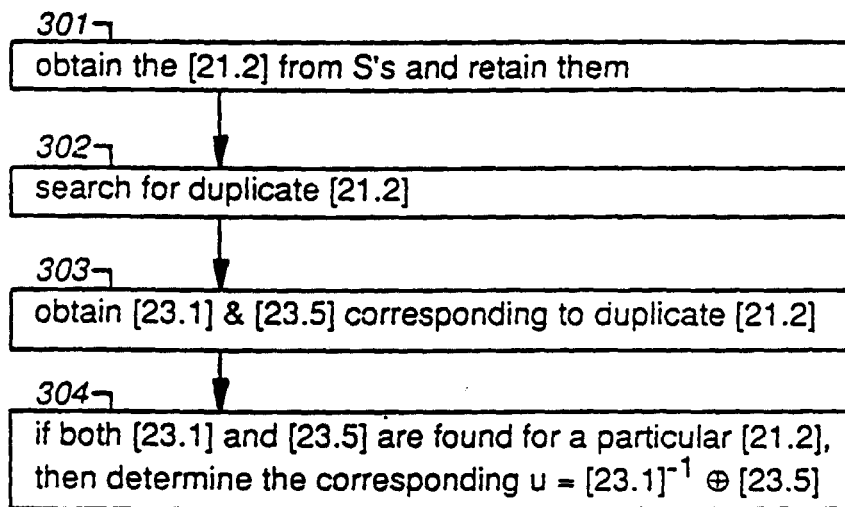 301
obtain the [21.2] from S's and retain them
302
search for duplicate [21.2]
303
obtain [23.1] & [23.5] corresponding to duplicate [21.2]
304
if both [23.1] and [23.5] are found for a particular [21.2],
then determine the corresponding u = [23.1]⁻¹ ⊕ [23.5]